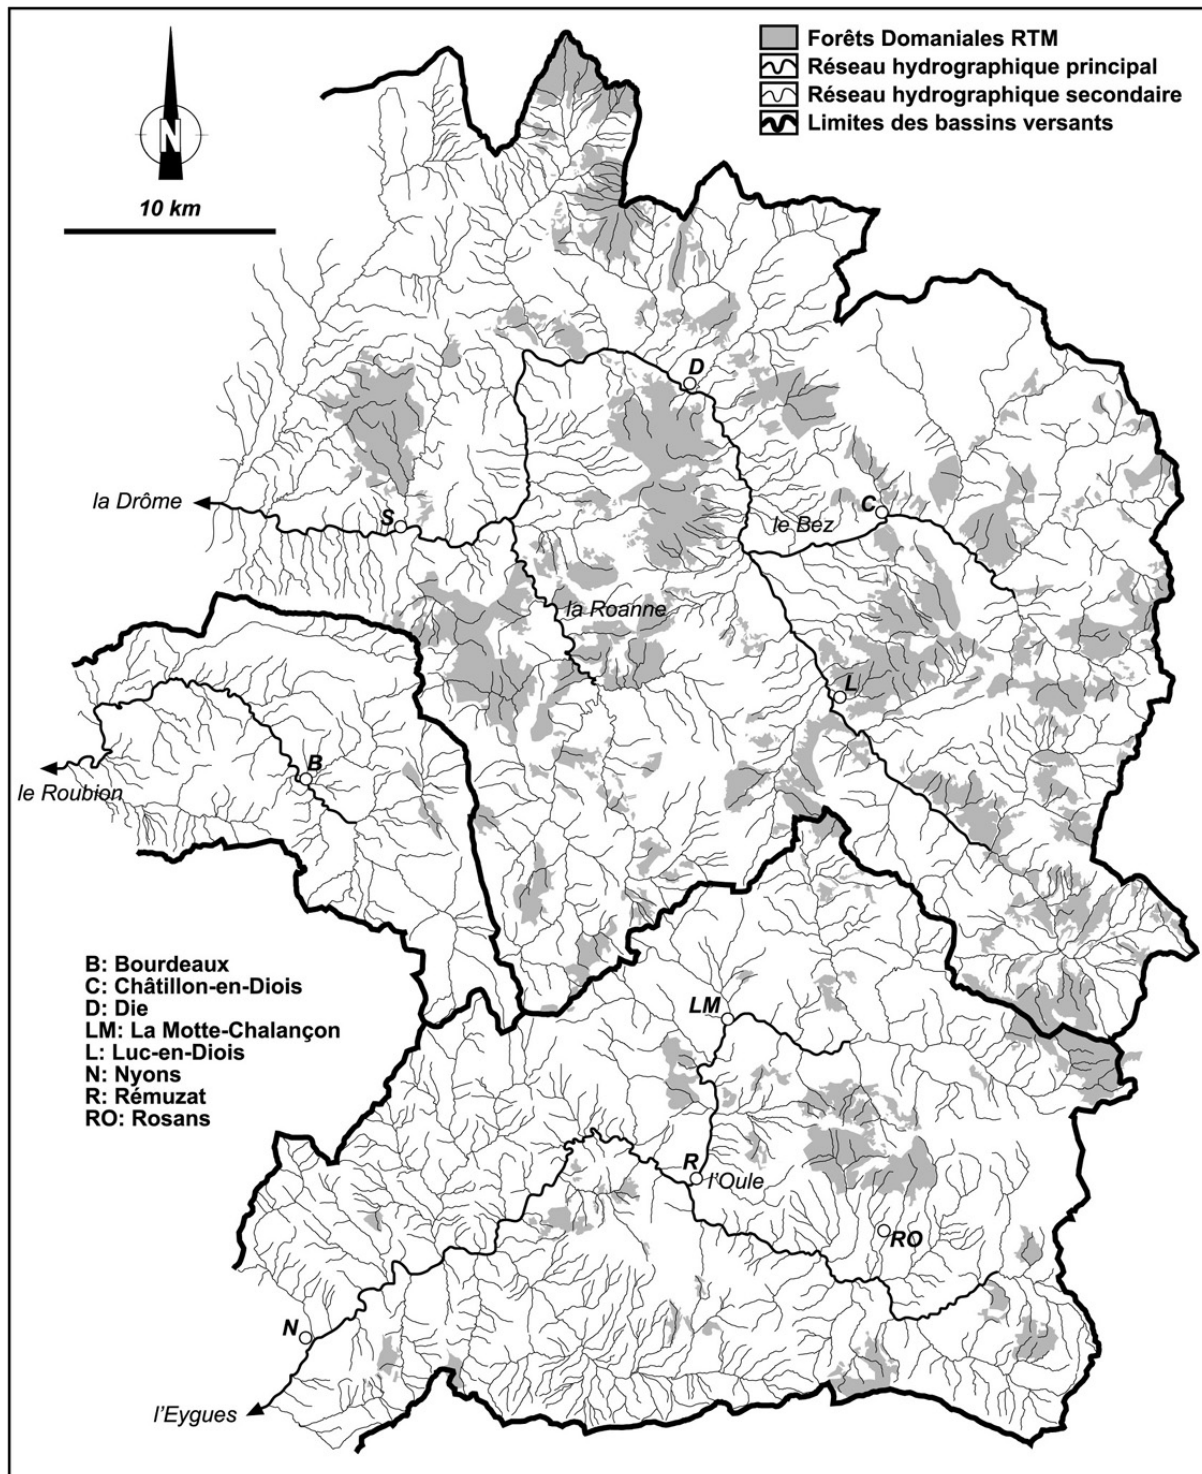 Forêts Domaniales RTM
Réseau hydrographique principal
Réseau hydrographique secondaire
Limites des bassins versants
N
10 km
D
la Drôme
S
le Bez
C
la Roanne
L
B
le Roubion
B: Bourdeaux
C: Châtillon-en-Diois
D: Die
LM: La Motte-Chalançon
L: Luc-en-Diois
N: Nyons
R: Rémuzat
RO: Rosans
LM
R
l'Oule
RO
N
l'Eygues